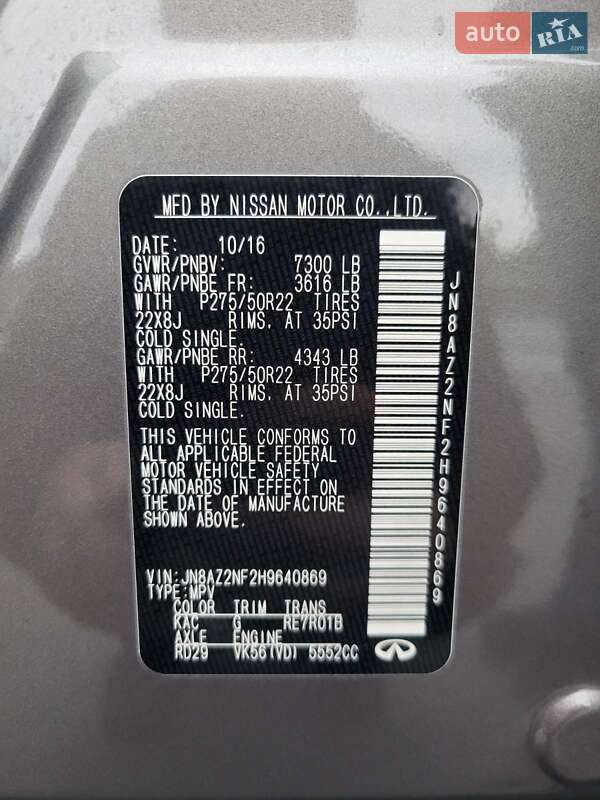 auto RIA.com
MFD BY NISSAN MOTOR CO.,LTD.
DATE: 10/16
GVWR/PNBV: 7300 LB
GAWR/PNBE FR: 3616 LB
WITH P275/50R22 TIRES
22X8J RIMS, AT 35PSI
COLD SINGLE.
GAWR/PNBE RR: 4343 LB
WITH P275/50R22 TIRES
22X8J RIMS, AT 35PSI
COLD SINGLE.
THIS VEHICLE CONFORMS TO
ALL APPLICABLE FEDERAL
MOTOR VEHICLE SAFETY
STANDARDS IN EFFECT ON
THE DATE OF MANUFACTURE
SHOWN ABOVE.
VIN:JN8AZ2NF2H9640869
TYPE:MPV
COLOR TRIM TRANS
KAC G RE7R01B
AXLE ENGINE
RD29 VK56(VD) 5552CC
JN8AZ2NF2H9640869